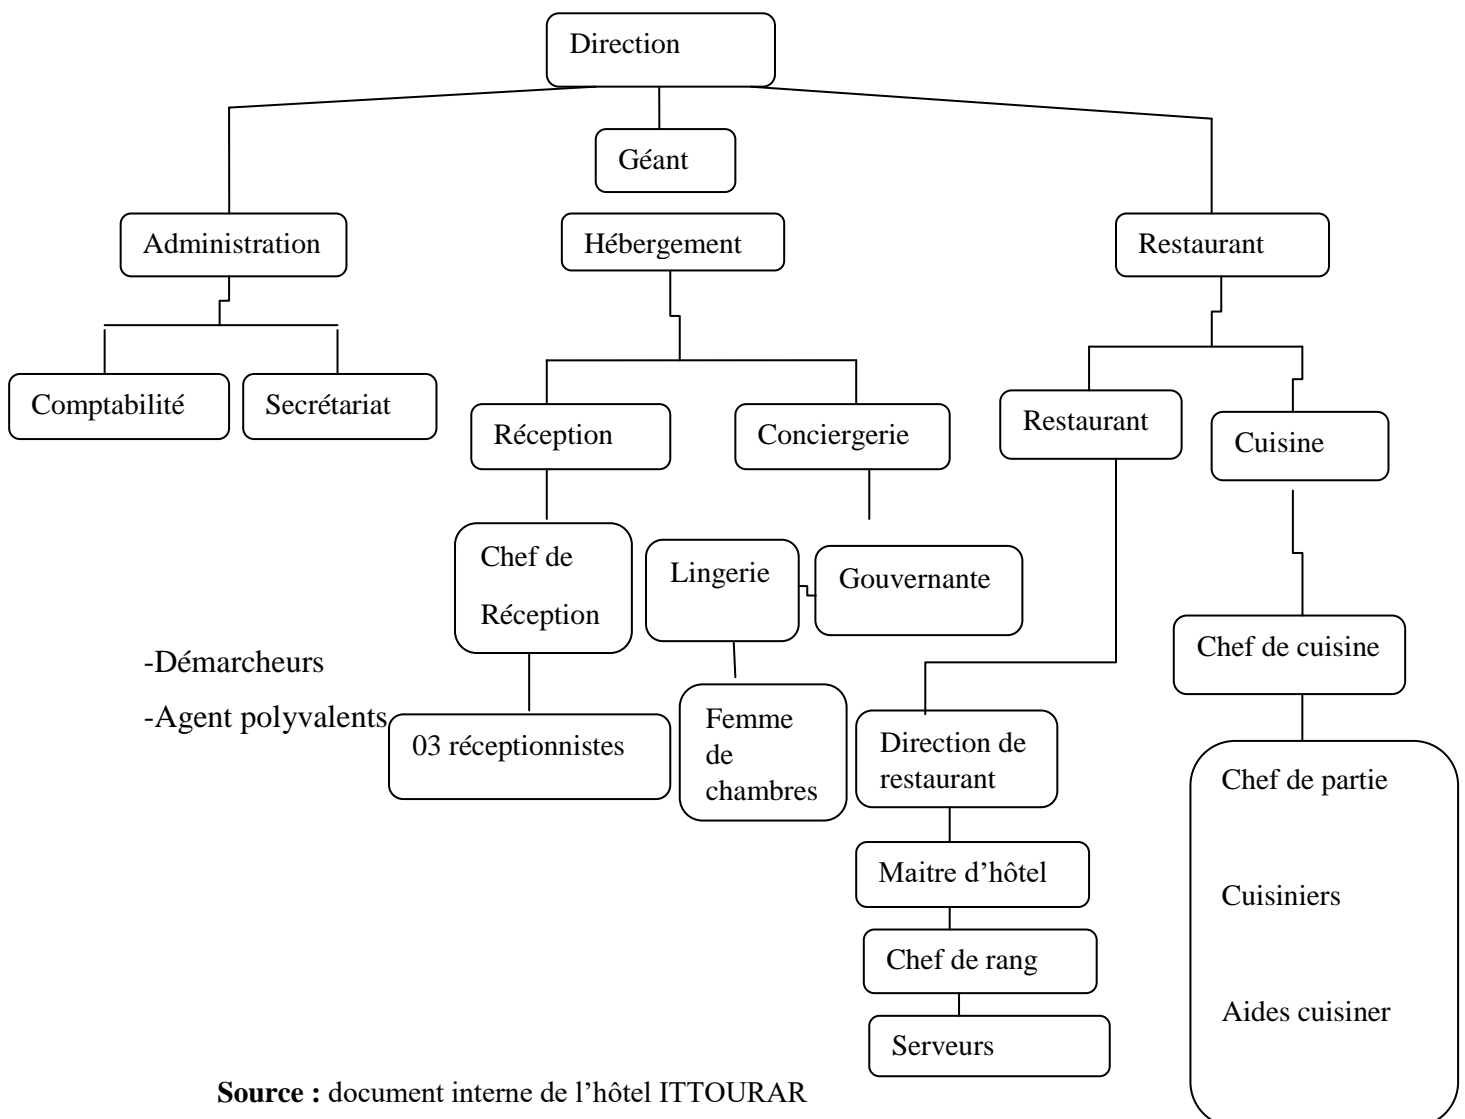 Direction
Géant
Administration
Hébergement
Restaurant
Comptabilité
Secrétariat
Réception
Conciergerie
Restaurant
Cuisine
Chef de
Réception
Lingerie
Gouvernante
Chef de cuisine
-Démarcheurs
-Agent polyvalents
03 réceptionnistes
Femme
de
chambres
Direction de
restaurant
Chef de partie
Maitre d’hôtel
Cuisiniers
Chef de rang
Aides cuisiner
Serveurs
Source : document interne de l’hôtel ITTOURAR